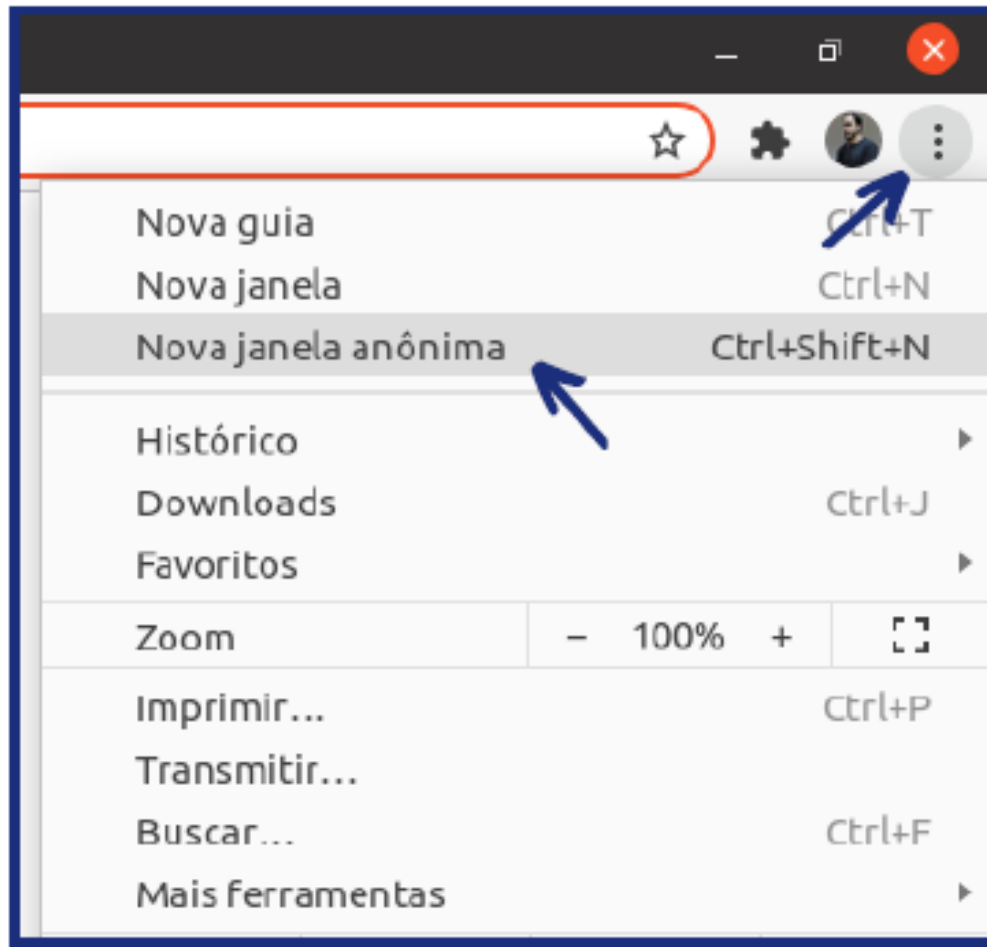 Nova guia Ctrl+T
Nova janela Ctrl+N
Nova janela anônima Ctrl+Shift+N
Histórico
Downloads Ctrl+J
Favoritos
Zoom - 100% +
Imprimir... Ctrl+P
Transmitir...
Buscar... Ctrl+F
Mais ferramentas